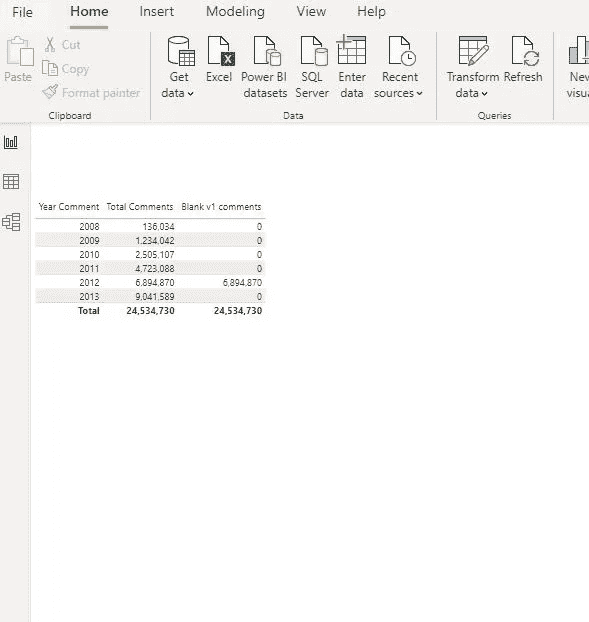 File Home Insert Modeling View Help
Paste
Cut
Copy
Format painter
Clipboard
Get data
Excel
Power BI datasets
SQL Server
Enter data
Recent sources
Data
Transform data
Refresh
Queries
New
Year Comment Total Comments Blank v1 comments
2008 136,034 0
2009 1,234,042 0
2010 2,505,107 0
2011 4,723,088 0
2012 6,894,870 6,894,870
2013 9,041,589 0
Total 24,534,730 24,534,730